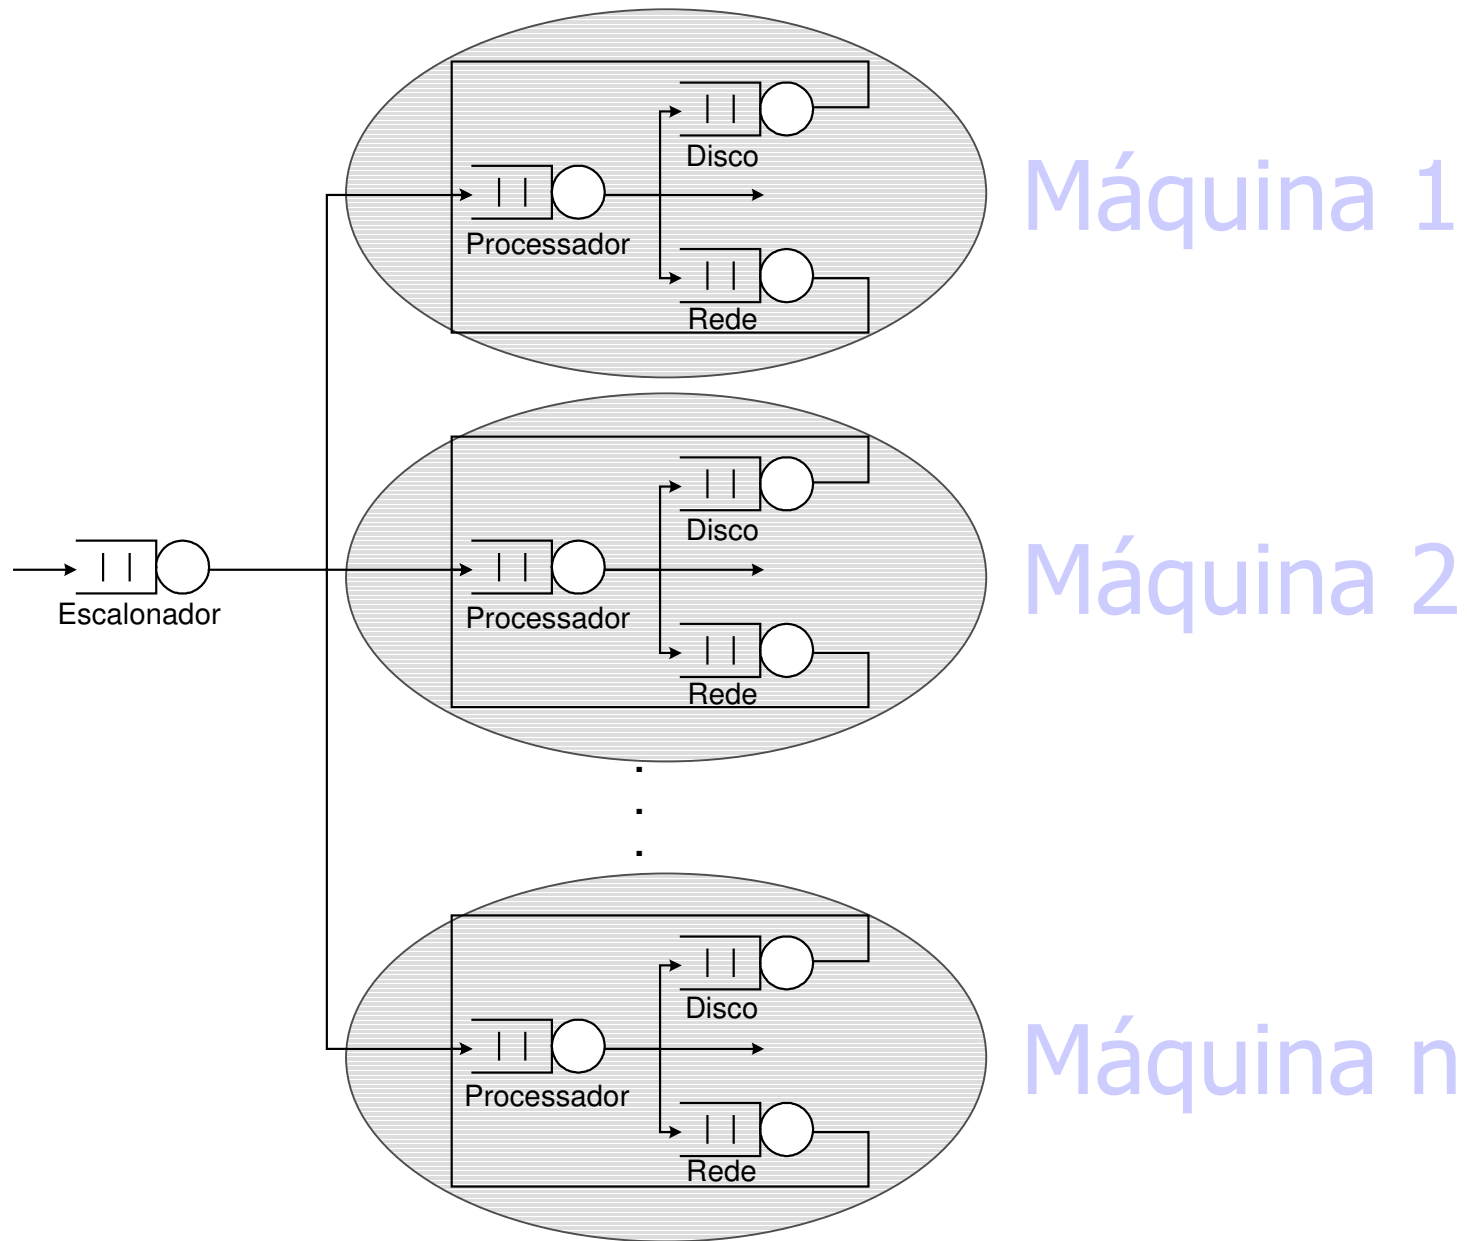 Disco
Máquina 1
Processador
Rede
Disco
Escalonador
Máquina 2
Processador
Rede
.
.
.
Disco
Máquina n
Processador
Rede